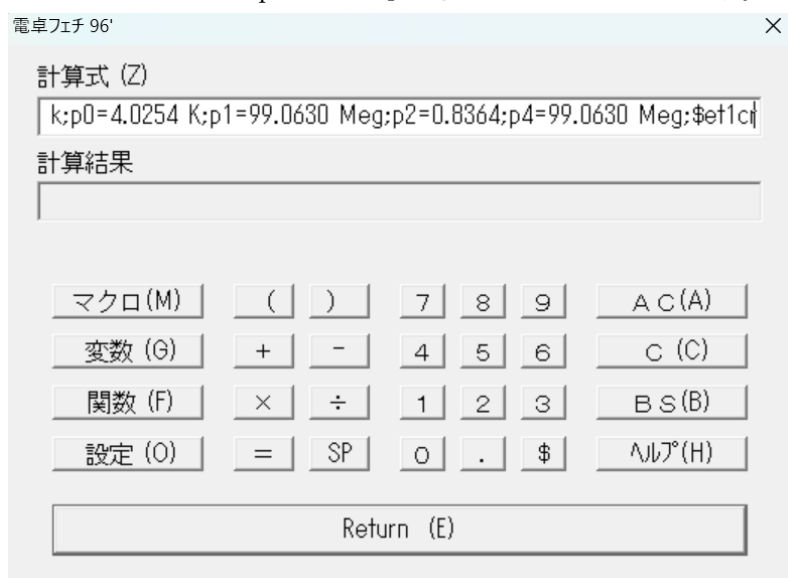 電卓フェチ 96'
計算式 (Z)
k;p0=4.0254 K;p1=99.0630 Meg;p2=0.8364;p4=99.0630 Meg;$et1cr
計算結果
マクロ(M) ( ) 7 8 9 AC(A)
変数 (G) + - 4 5 6 C (C)
関数 (F) × ÷ 1 2 3 BS(B)
設定 (O) = SP 0 . $ ヘルプ(H)
Return (E)